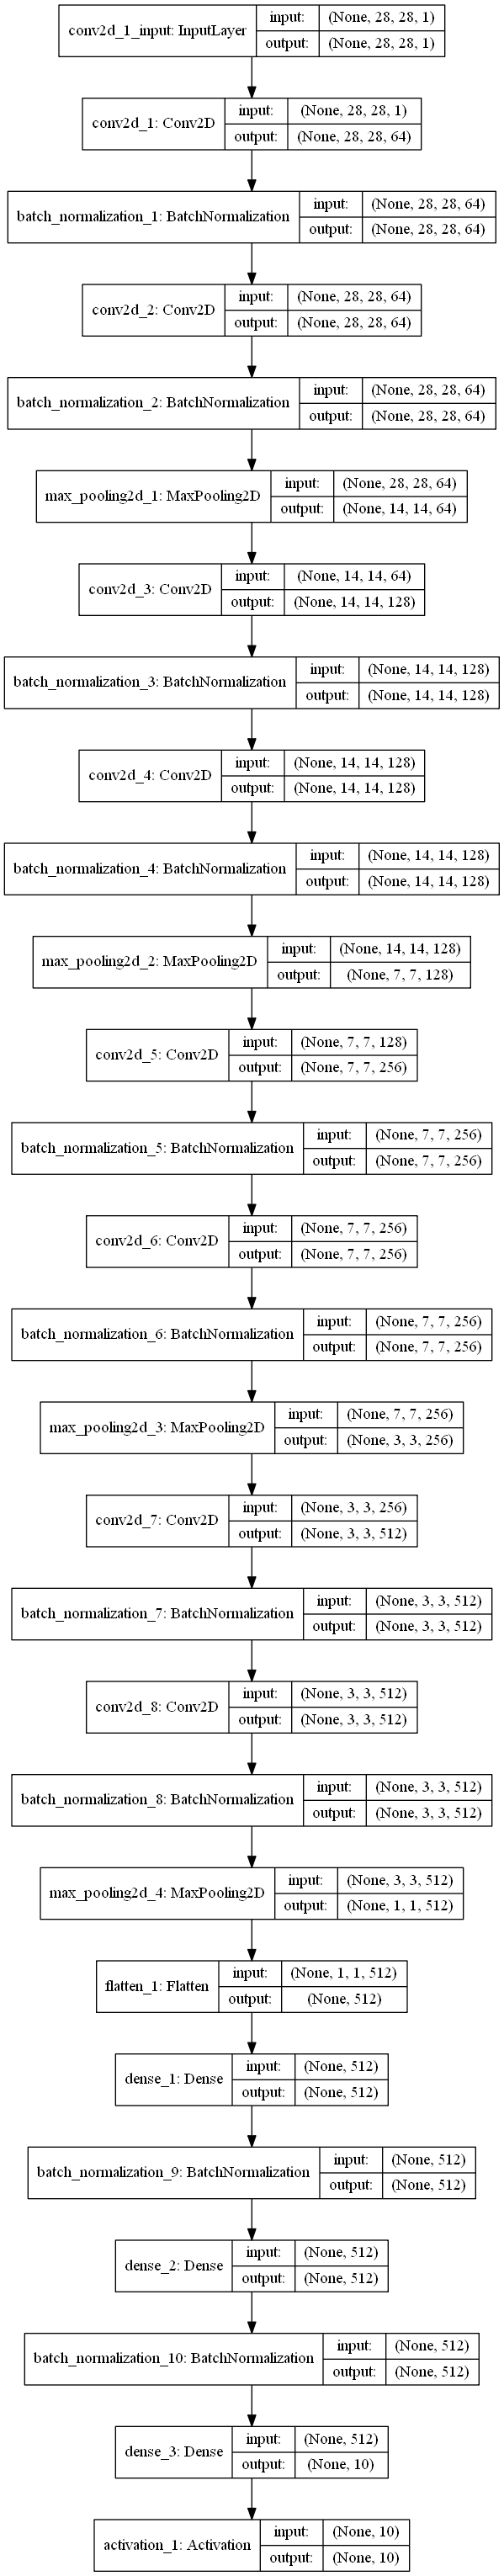 conv2d_1_input: InputLayer
input: (None, 28, 28, 1)
output: (None, 28, 28, 1)
conv2d_1: Conv2D
input: (None, 28, 28, 1)
output: (None, 28, 28, 64)
batch_normalization_1: BatchNormalization
input: (None, 28, 28, 64)
output: (None, 28, 28, 64)
conv2d_2: Conv2D
input: (None, 28, 28, 64)
output: (None, 28, 28, 64)
batch_normalization_2: BatchNormalization
input: (None, 28, 28, 64)
output: (None, 28, 28, 64)
max_pooling2d_1: MaxPooling2D
input: (None, 28, 28, 64)
output: (None, 14, 14, 64)
conv2d_3: Conv2D
input: (None, 14, 14, 64)
output: (None, 14, 14, 128)
batch_normalization_3: BatchNormalization
input: (None, 14, 14, 128)
output: (None, 14, 14, 128)
conv2d_4: Conv2D
input: (None, 14, 14, 128)
output: (None, 14, 14, 128)
batch_normalization_4: BatchNormalization
input: (None, 14, 14, 128)
output: (None, 14, 14, 128)
max_pooling2d_2: MaxPooling2D
input: (None, 14, 14, 128)
output: (None, 7, 7, 128)
conv2d_5: Conv2D
input: (None, 7, 7, 128)
output: (None, 7, 7, 256)
batch_normalization_5: BatchNormalization
input: (None, 7, 7, 256)
output: (None, 7, 7, 256)
conv2d_6: Conv2D
input: (None, 7, 7, 256)
output: (None, 7, 7, 256)
batch_normalization_6: BatchNormalization
input: (None, 7, 7, 256)
output: (None, 7, 7, 256)
max_pooling2d_3: MaxPooling2D
input: (None, 7, 7, 256)
output: (None, 3, 3, 256)
conv2d_7: Conv2D
input: (None, 3, 3, 256)
output: (None, 3, 3, 512)
batch_normalization_7: BatchNormalization
input: (None, 3, 3, 512)
output: (None, 3, 3, 512)
conv2d_8: Conv2D
input: (None, 3, 3, 512)
output: (None, 3, 3, 512)
batch_normalization_8: BatchNormalization
input: (None, 3, 3, 512)
output: (None, 3, 3, 512)
max_pooling2d_4: MaxPooling2D
input: (None, 3, 3, 512)
output: (None, 1, 1, 512)
flatten_1: Flatten
input: (None, 1, 1, 512)
output: (None, 512)
dense_1: Dense
input: (None, 512)
output: (None, 512)
batch_normalization_9: BatchNormalization
input: (None, 512)
output: (None, 512)
dense_2: Dense
input: (None, 512)
output: (None, 512)
batch_normalization_10: BatchNormalization
input: (None, 512)
output: (None, 512)
dense_3: Dense
input: (None, 512)
output: (None, 10)
activation_1: Activation
input: (None, 10)
output: (None, 10)